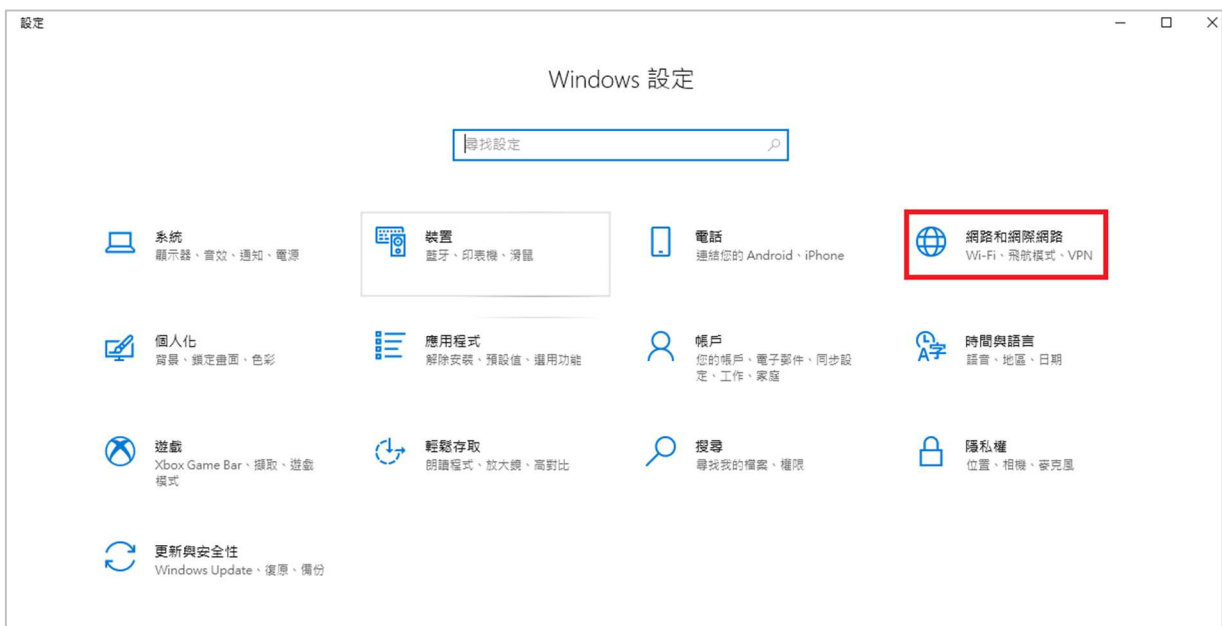 設定
Windows 設定
尋找設定
系統
顯示器、音效、通知、電源
裝置
藍牙、印表機、滑鼠
電話
連結您的 Android、iPhone
網路和網際網路
Wi-Fi、飛航模式、VPN
個人化
背景、鎖定畫面、色彩
應用程式
解除安裝、預設值、選用功能
帳戶
您的帳戶、電子郵件、同步設
定、工作、家庭
時間與語言
語音、地區、日期
遊戲
Xbox Game Bar、擷取、遊戲
模式
輕鬆存取
朗讀程式、放大鏡、高對比
搜尋
尋找我的檔案、權限
隱私權
位置、相機、麥克風
更新與安全性
Windows Update、復原、備份